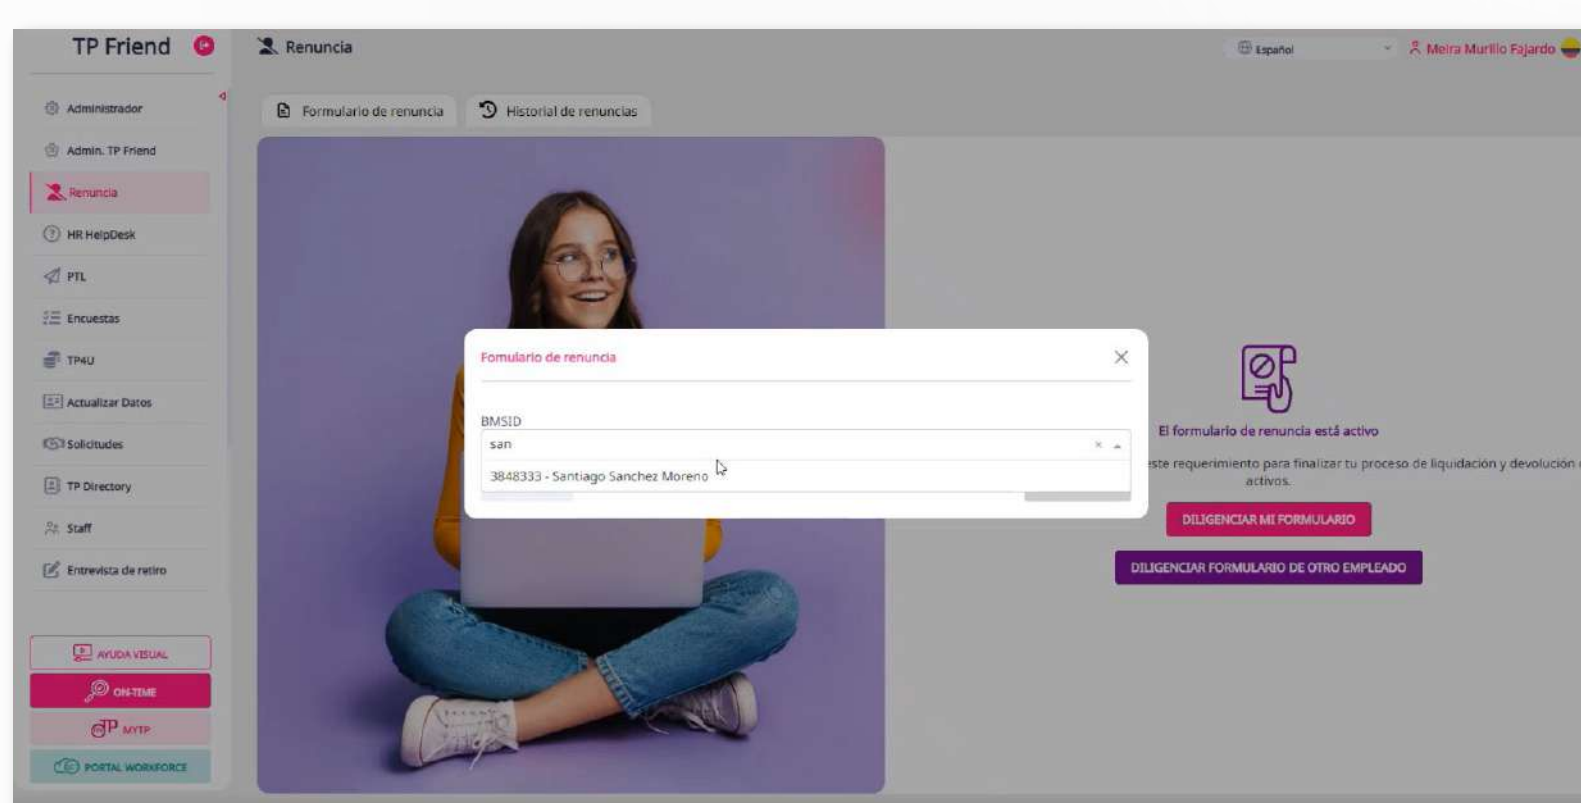 TP Friend
Renuncia
Español
Meira Murillo Fajardo
Administrador
Admin. TP Friend
Renuncia
HR HelpDesk
PTL
Encuestas
TP4U
Actualizar Datos
Solicitudes
TP Directory
Staff
Entrevista de retiro
AYUDA VISUAL
ON-TIME
MYTP
PORTAL WORKFORCE
Formulario de renuncia
Historial de renuncias
Fomulario de renuncia
BMSID
san
3848333 - Santiago Sanchez Moreno
El formulario de renuncia está activo
este requerimiento para finalizar tu proceso de liquidación y devolución
activos.
DILIGENCIAR MI FORMULARIO
DILIGENCIAR FORMULARIO DE OTRO EMPLEADO